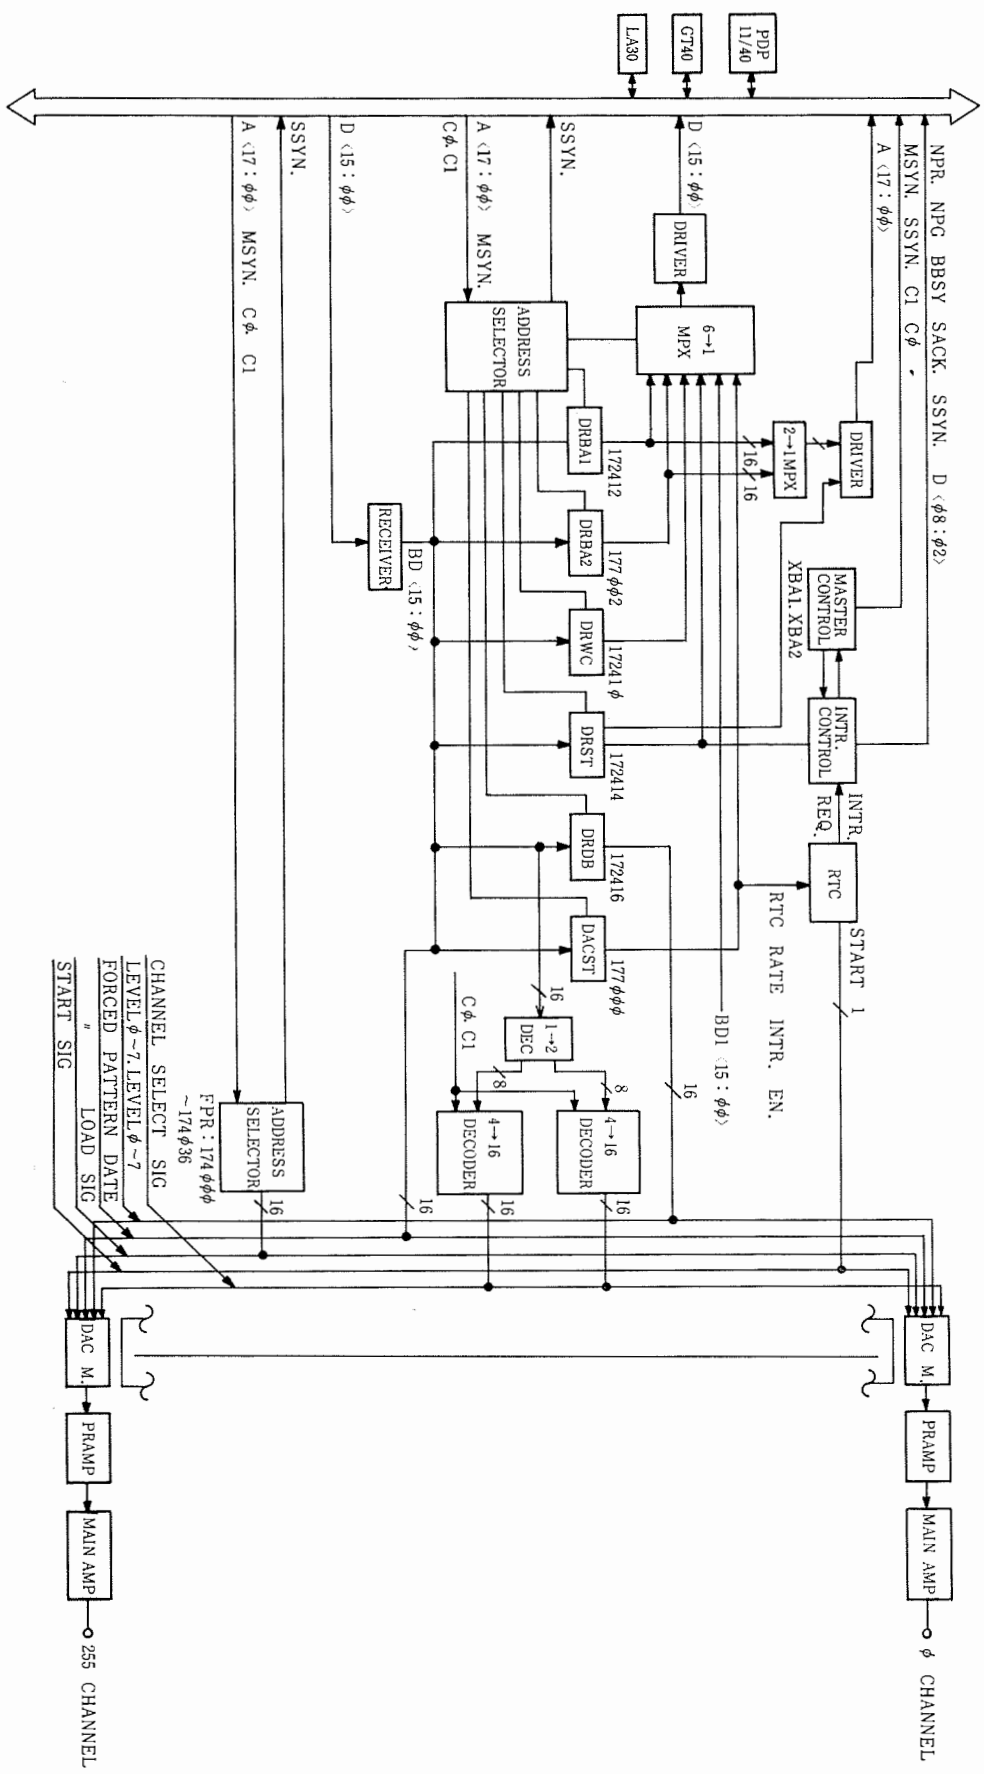 PDP
11/40
GT40
LA30
NPR. NPG BBSY SACK. SSYN. D〈ϕ8:ϕ2〉
MSYN. SSYN. C1 Cϕ
A〈17:ϕϕ〉
D〈15:ϕϕ〉
SSYN.
A〈17:ϕϕ〉 MSYN.
Cϕ. C1
D〈15:ϕϕ〉
SSYN.
A〈17:ϕϕ〉 MSYN. Cϕ. C1
DRIVER
6→1
MPX
ADDRESS
SELECTOR
2→1MPX
DRIVER
16
16
DRBA1
172412
DRBA2
177ϕϕ2
DRWC
17241ϕ
DRST
172414
DRDB
172416
DACST
177ϕϕϕ
RECEIVER
BD〈15:ϕϕ〉
MASTER
CONTROL
XBA1. XBA2
INTR.
CONTROL
INTR.
REQ.
RTC
START 1
RTC RATE INTR. EN.
BD1〈15:ϕϕ〉
16
16
1→2
DEC
Cϕ. C1
8
8
4→16
DECODER
4→16
DECODER
16
16
16
ADDRESS
SELECTOR
16
FPR:174ϕϕϕ
~174ϕ36
CHANNEL SELECT SIG
LEVELϕ~7. LEVELϕ~7
FORCED PATTERN DATE
〃 LOAD SIG
START SIG
DAC M.
PRAMP
MAIN AMP
ϕ CHANNEL
DAC M.
PRAMP
MAIN AMP
255 CHANNEL